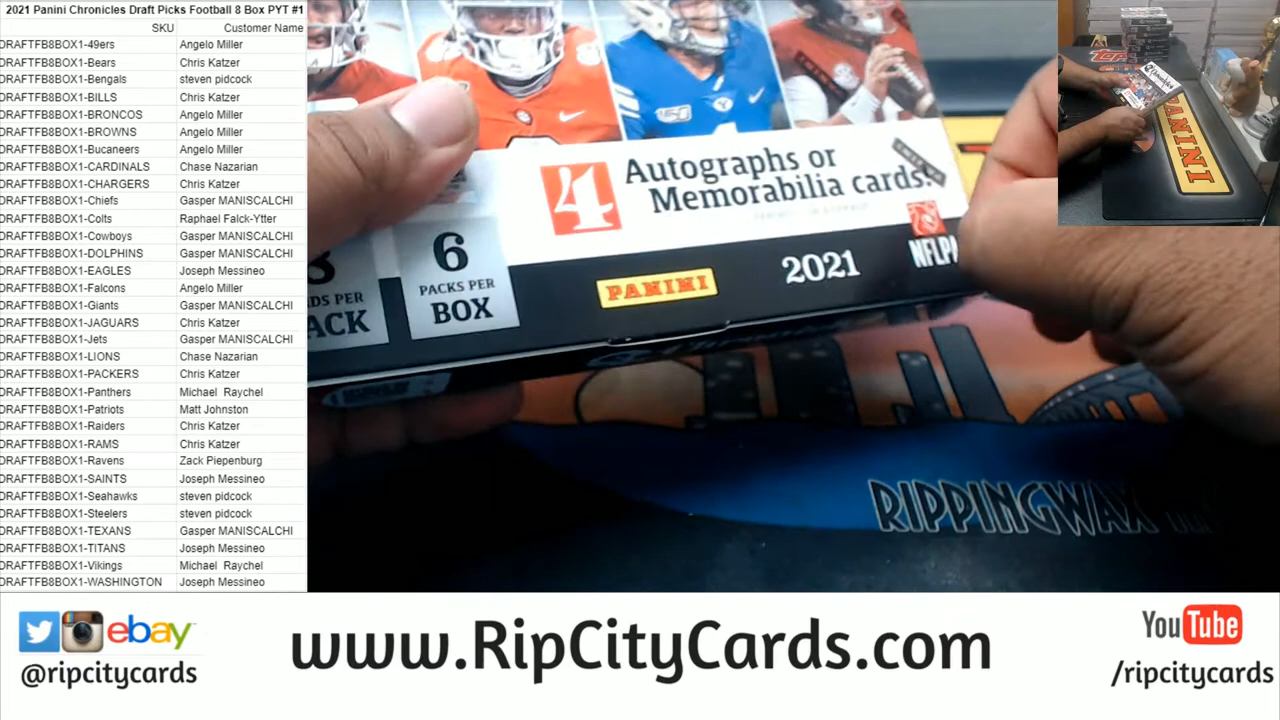 2021 Panini Chronicles Draft Picks Football 8 Box PYT #1
SKU Customer Name
DRAFTFB8BOX1-49ers Angelo Miller
DRAFTFB8BOX1-Bears Chris Katzer
DRAFTFB8BOX1-Bengals steven pidcock
DRAFTFB8BOX1-BILLS Chris Katzer
DRAFTFB8BOX1-BRONCOS Angelo Miller
DRAFTFB8BOX1-BROWNS Angelo Miller
DRAFTFB8BOX1-Bucaneers Angelo Miller
DRAFTFB8BOX1-CARDINALS Chase Nazarian
DRAFTFB8BOX1-CHARGERS Chris Katzer
DRAFTFB8BOX1-Chiefs Gasper MANISCALCHI
DRAFTFB8BOX1-Colts Raphael Falck-Ytter
DRAFTFB8BOX1-Cowboys Gasper MANISCALCHI
DRAFTFB8BOX1-DOLPHINS Gasper MANISCALCHI
DRAFTFB8BOX1-EAGLES Joseph Messineo
DRAFTFB8BOX1-Falcons Angelo Miller
DRAFTFB8BOX1-Giants Gasper MANISCALCHI
DRAFTFB8BOX1-JAGUARS Chris Katzer
DRAFTFB8BOX1-Jets Gasper MANISCALCHI
DRAFTFB8BOX1-LIONS Chase Nazarian
DRAFTFB8BOX1-PACKERS Chris Katzer
DRAFTFB8BOX1-Panthers Michael Raychel
DRAFTFB8BOX1-Patriots Matt Johnston
DRAFTFB8BOX1-Raiders Chris Katzer
DRAFTFB8BOX1-RAMS Chris Katzer
DRAFTFB8BOX1-Ravens Zack Piepenburg
DRAFTFB8BOX1-SAINTS Joseph Messineo
DRAFTFB8BOX1-Seahawks steven pidcock
DRAFTFB8BOX1-Steelers steven pidcock
DRAFTFB8BOX1-TEXANS Gasper MANISCALCHI
DRAFTFB8BOX1-TITANS Joseph Messineo
DRAFTFB8BOX1-Vikings Michael Raychel
DRAFTFB8BOX1-WASHINGTON Joseph Messineo
4 Autographs or
Memorabilia cards.
6
PACKS PER
BOX
8
DS PER
ACK
PANINI
2021
NFLP
RIPPINGWAX
PANINI
ebay
@ripcitycards
www.RipCityCards.com
YouTube
/ripcitycards